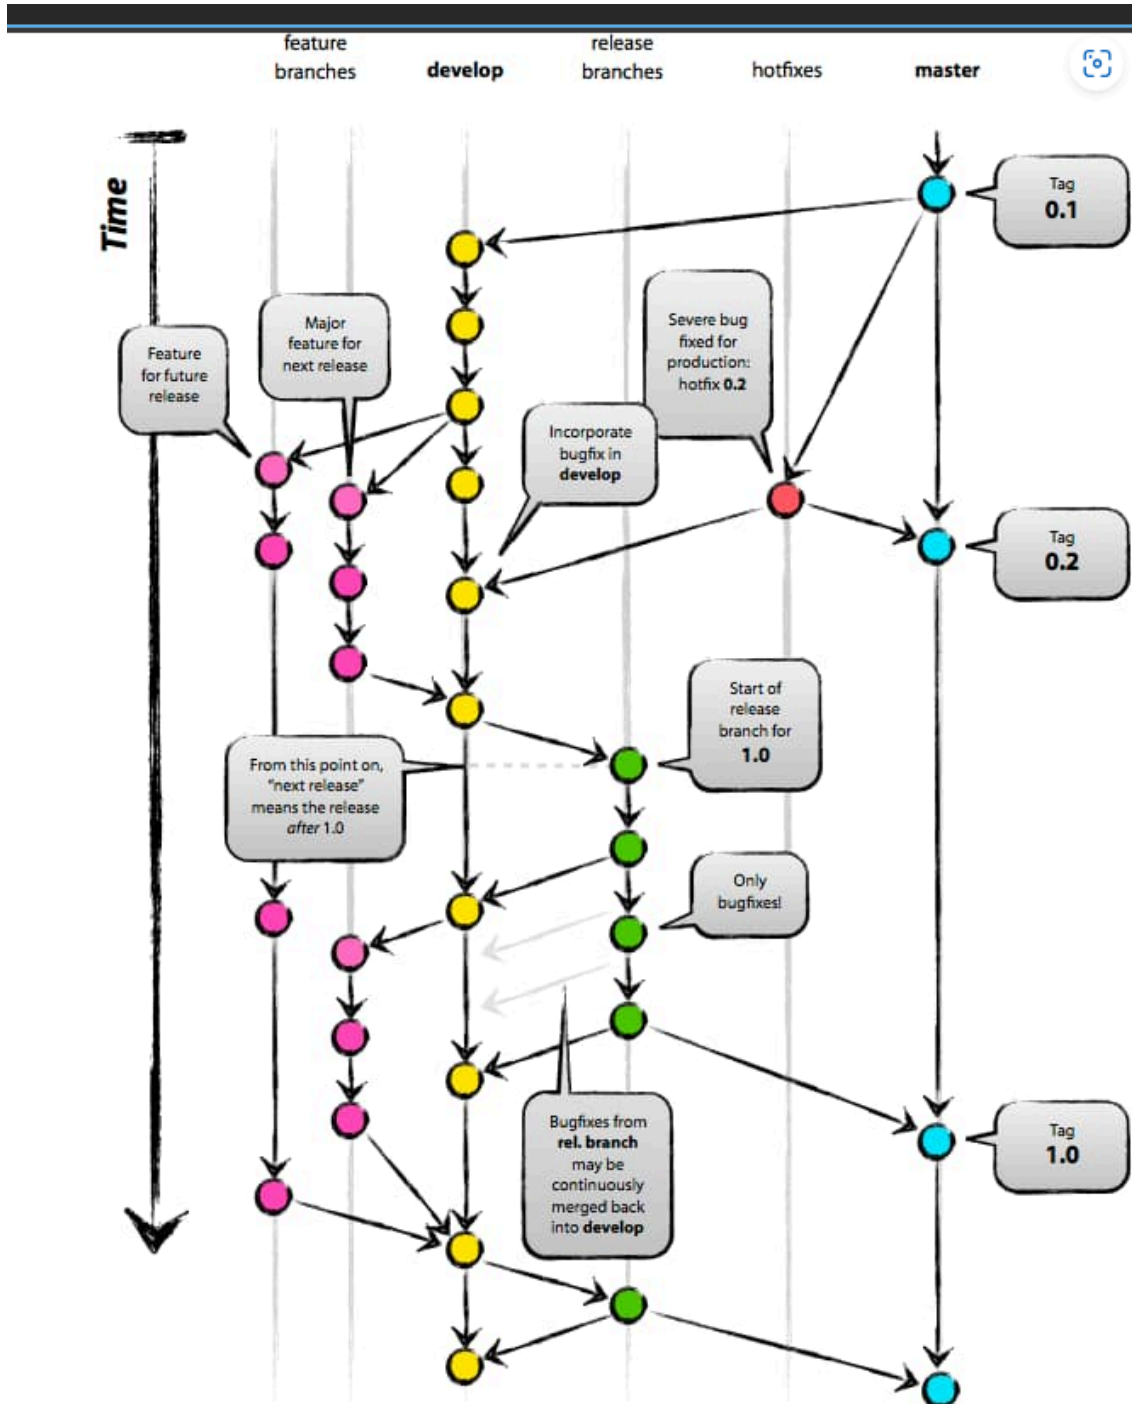 feature
branches
develop
release
branches
hotfixes
master
Time
Tag
0.1
Major
feature for
next release
Feature
for future
release
Severe bug
fixed for
production:
hotfix 0.2
Incorporate
bugfix in
develop
Tag
0.2
Start of
release
branch for
1.0
From this point on,
“next release”
means the release
after 1.0
Only
bugfixes!
Bugfixes from
rel. branch
may be
continuously
merged back
into develop
Tag
1.0